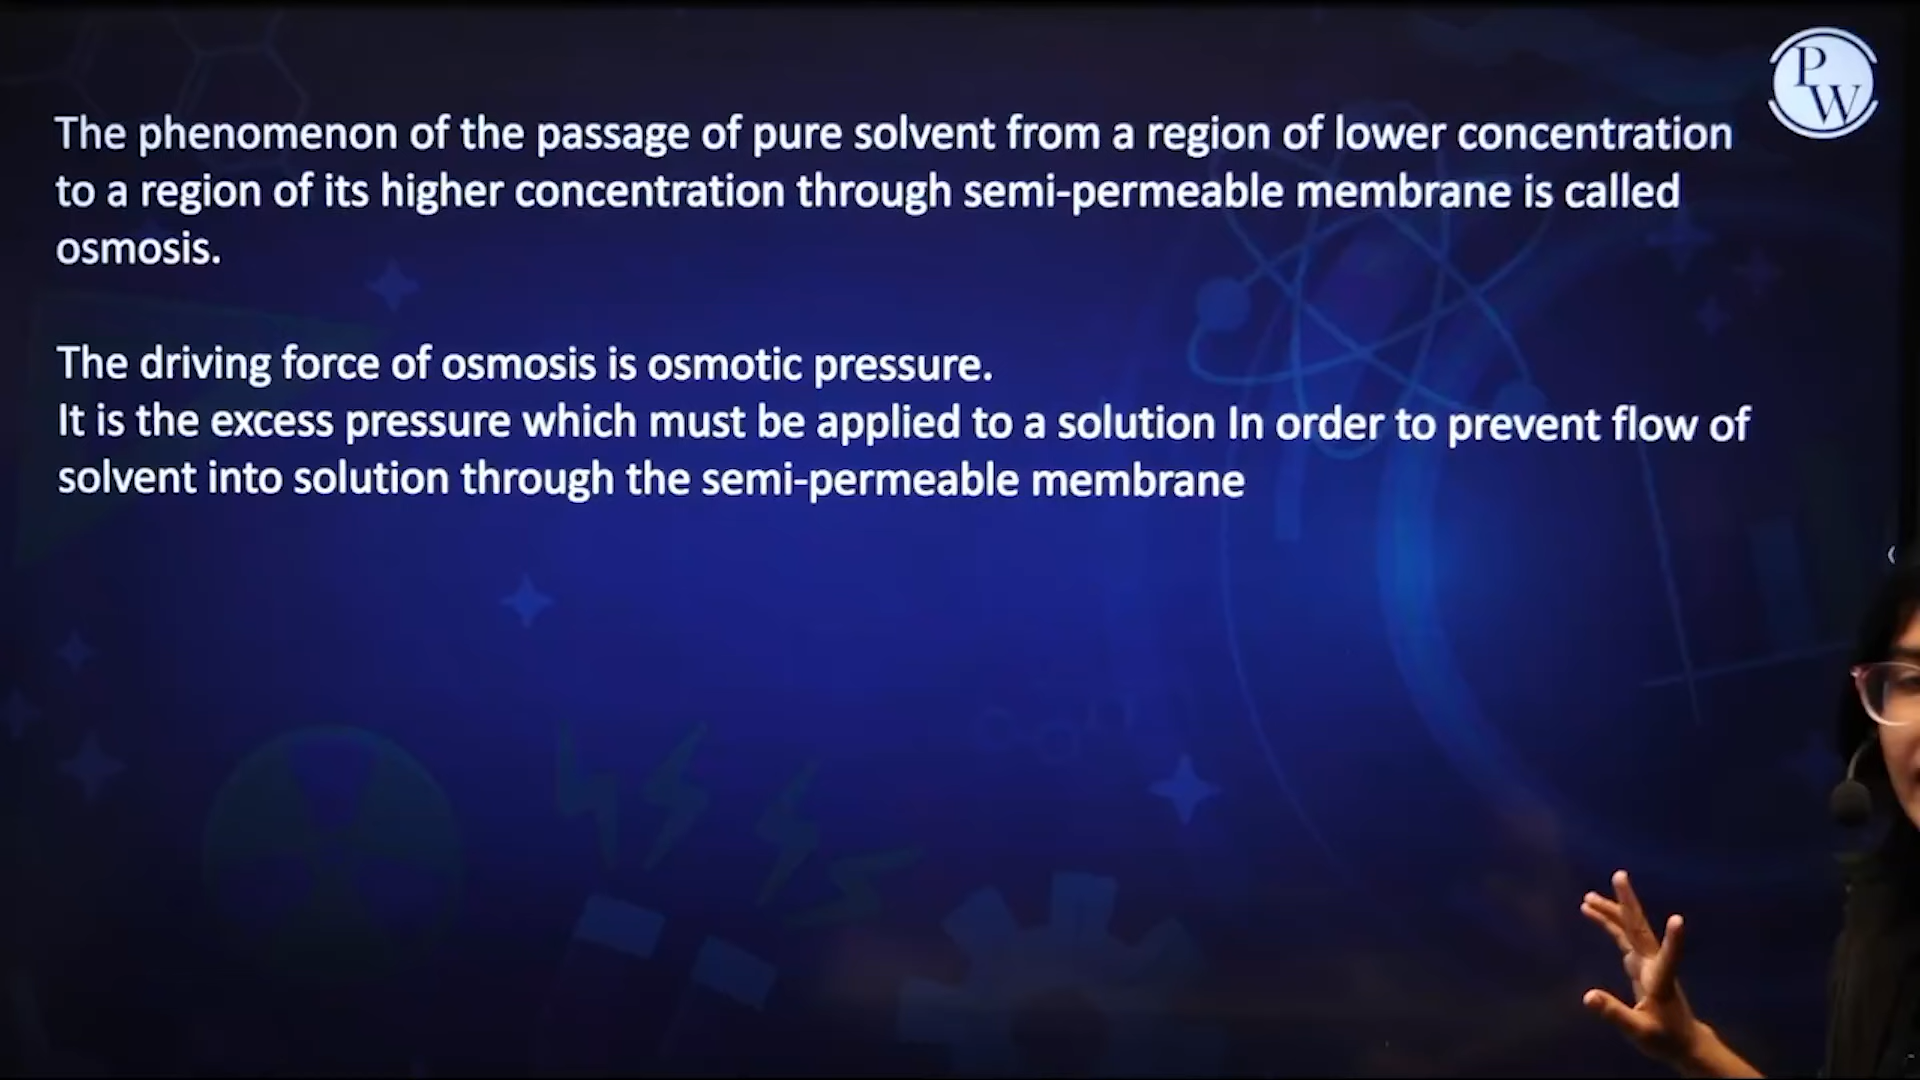 PW
The phenomenon of the passage of pure solvent from a region of lower concentration
to a region of its higher concentration through semi-permeable membrane is called
osmosis.
The driving force of osmosis is osmotic pressure.
It is the excess pressure which must be applied to a solution In order to prevent flow of
solvent into solution through the semi-permeable membrane